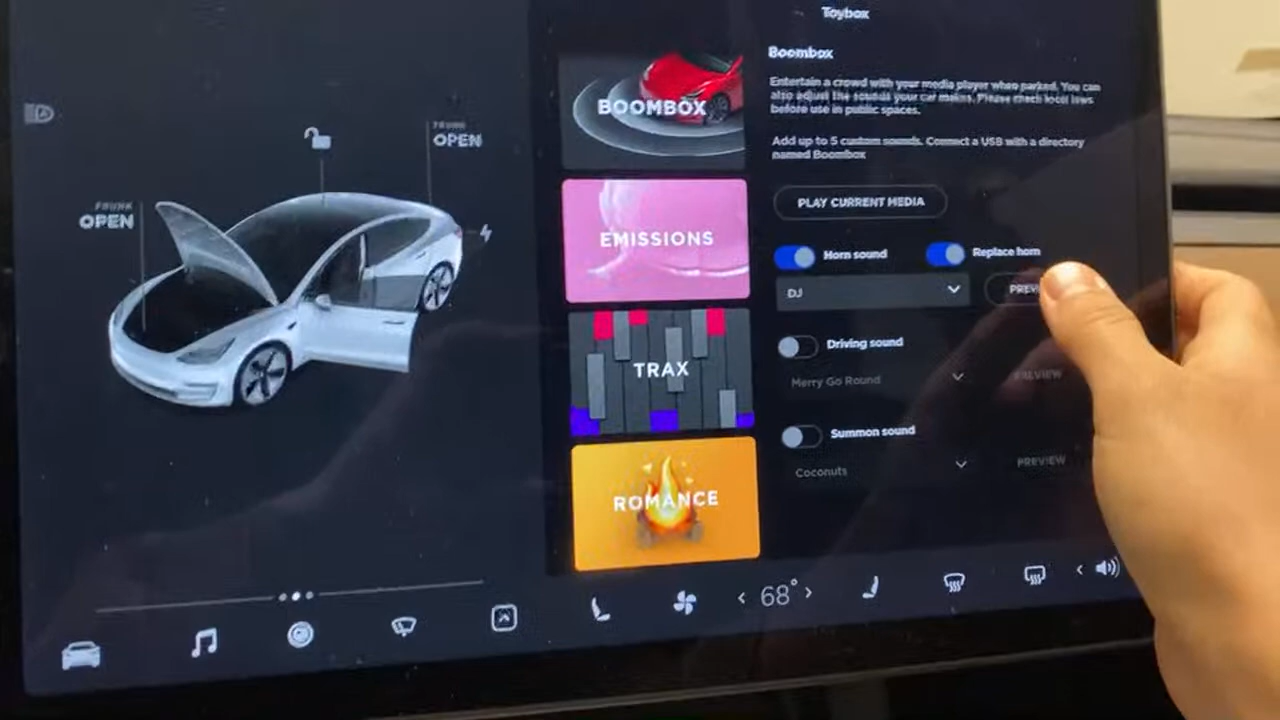 Toybox
Boombox
Entertain a crowd with your media player when parked. You can
also adjust the sounds your car makes. Please check local laws
before use in public spaces.
Add up to 5 custom sounds. Connect a USB with a directory
named Boombox
PLAY CURRENT MEDIA
Horn sound
Replace horn
DJ
Driving sound
Merry Go Round
PREVIEW
Summon sound
Coconuts
PREVIEW
BOOMBOX
EMISSIONS
TRAX
ROMANCE
FRUNK
OPEN
TRUNK
OPEN
68°